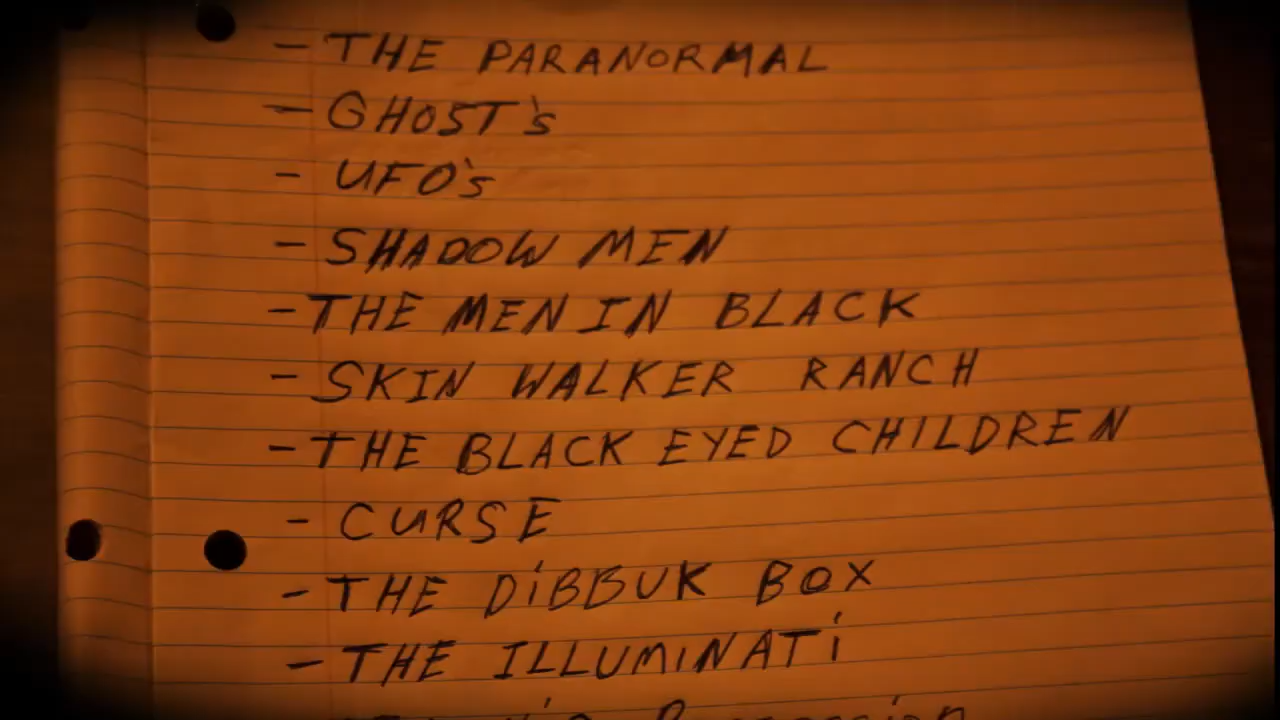 - THE PARANORMAL
- GHOST's
- UFO's
- SHADOW MEN
- THE MEN IN BLACK
- SKIN WALKER RANCH
- THE BLACK EYED CHILDREN
- CURSE
- THE DiBBUK BOX
- THE ILLUMINATi